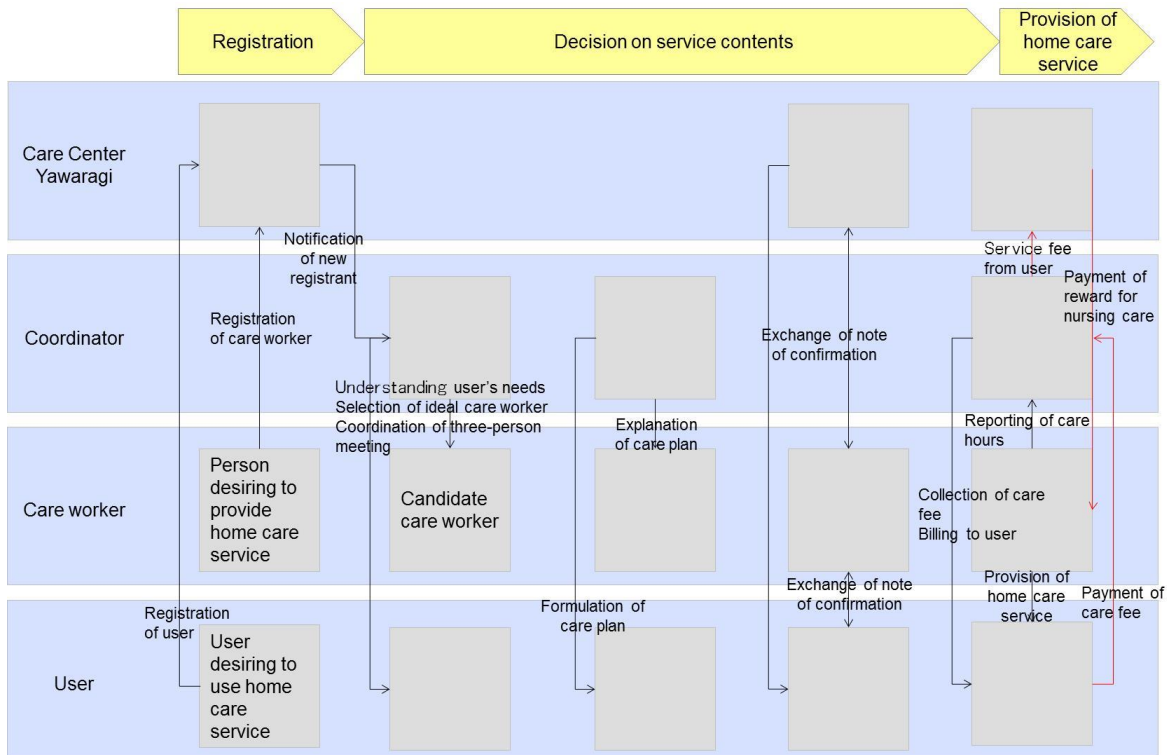 Registration
Decision on service contents
Provision of
home care
service
Care Center
Yawaragi
Notification
of new
registrant
Service fee
from user
Payment of
reward for
nursing care
Coordinator
Registration
of care worker
Exchange of note
of confirmation
Understanding user's needs
Selection of ideal care worker
Coordination of three-person
meeting
Explanation
of care plan
Reporting of care
hours
Care worker
Person
desiring to
provide
home care
service
Candidate
care worker
Collection of care
fee
Billing to user
Exchange of note
of confirmation
Provision of
home care
service
Payment of
care fee
Registration
of user
Formulation of
care plan
User
User
desiring to
use home
care
service